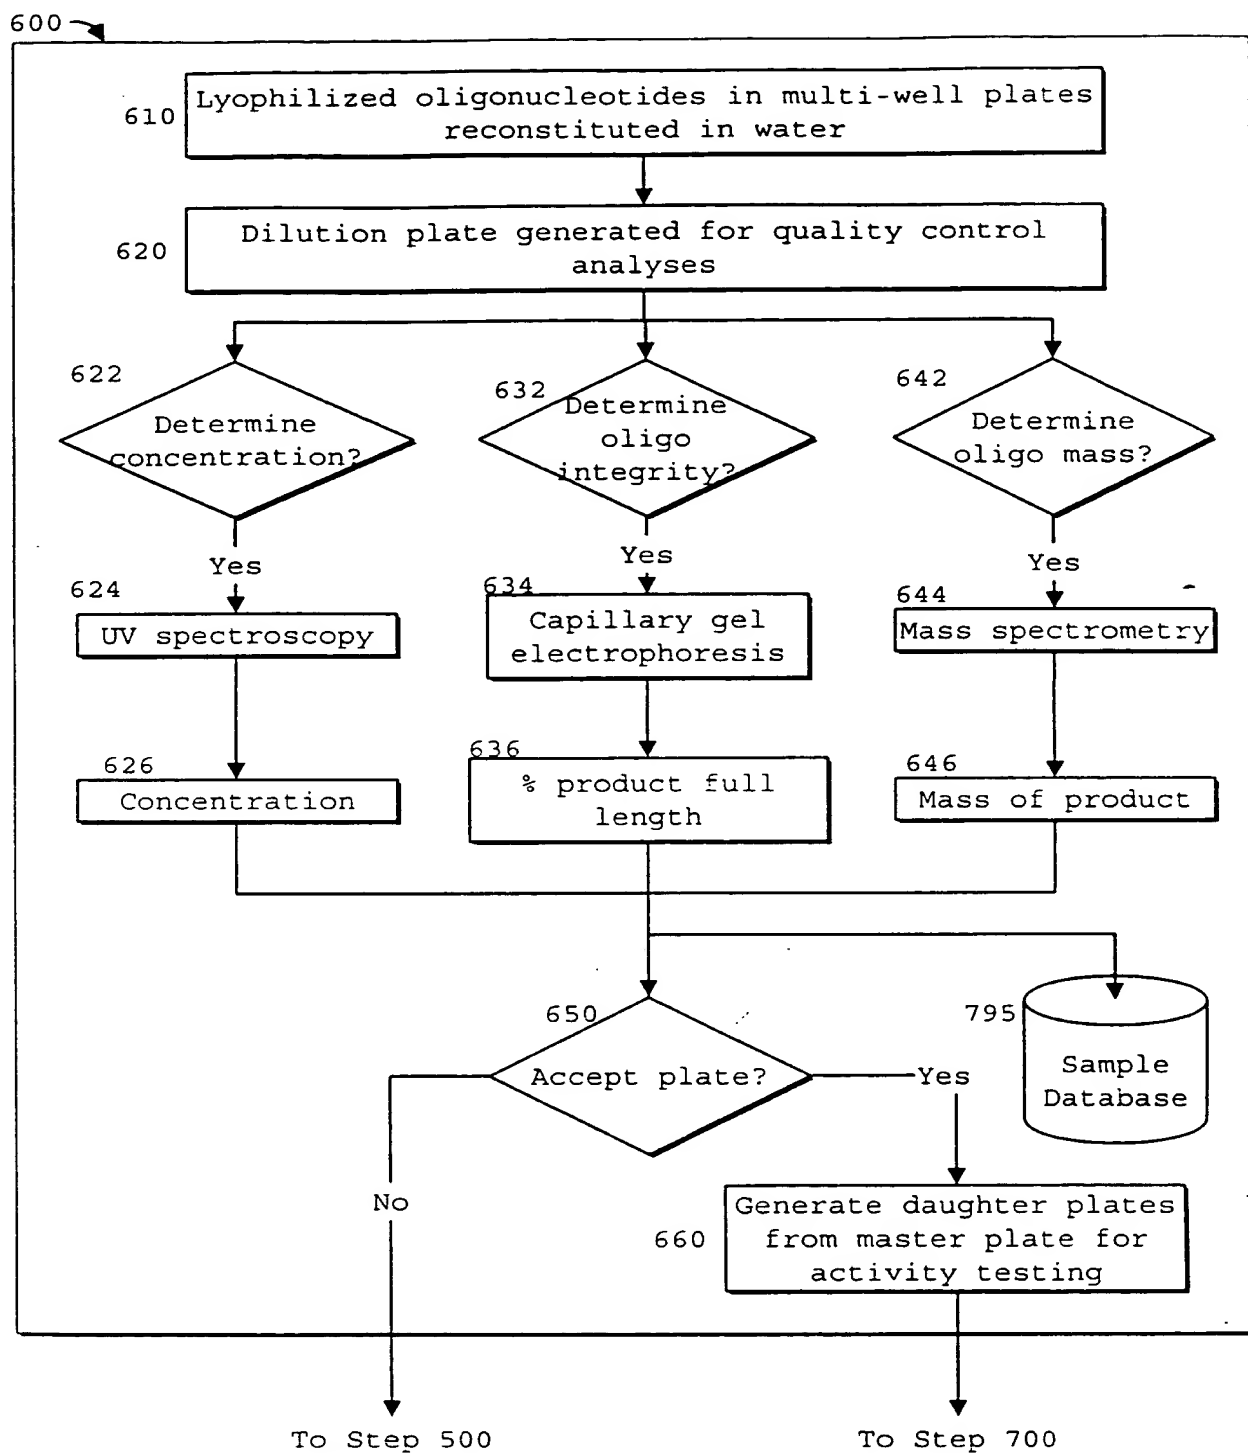 600
610
Lyophilized oligonucleotides in multi-well plates
reconstituted in water
620
Dilution plate generated for quality control
analyses
622
Determine
concentration?
632
Determine
oligo
integrity?
642
Determine
oligo mass?
Yes
Yes
Yes
624
UV spectroscopy
634
Capillary gel
electrophoresis
644
Mass spectrometry
626
Concentration
636
% product full
length
646
Mass of product
650
Accept plate?
Yes
795
Sample
Database
No
660
Generate daughter plates
from master plate for
activity testing
To Step 500
To Step 700